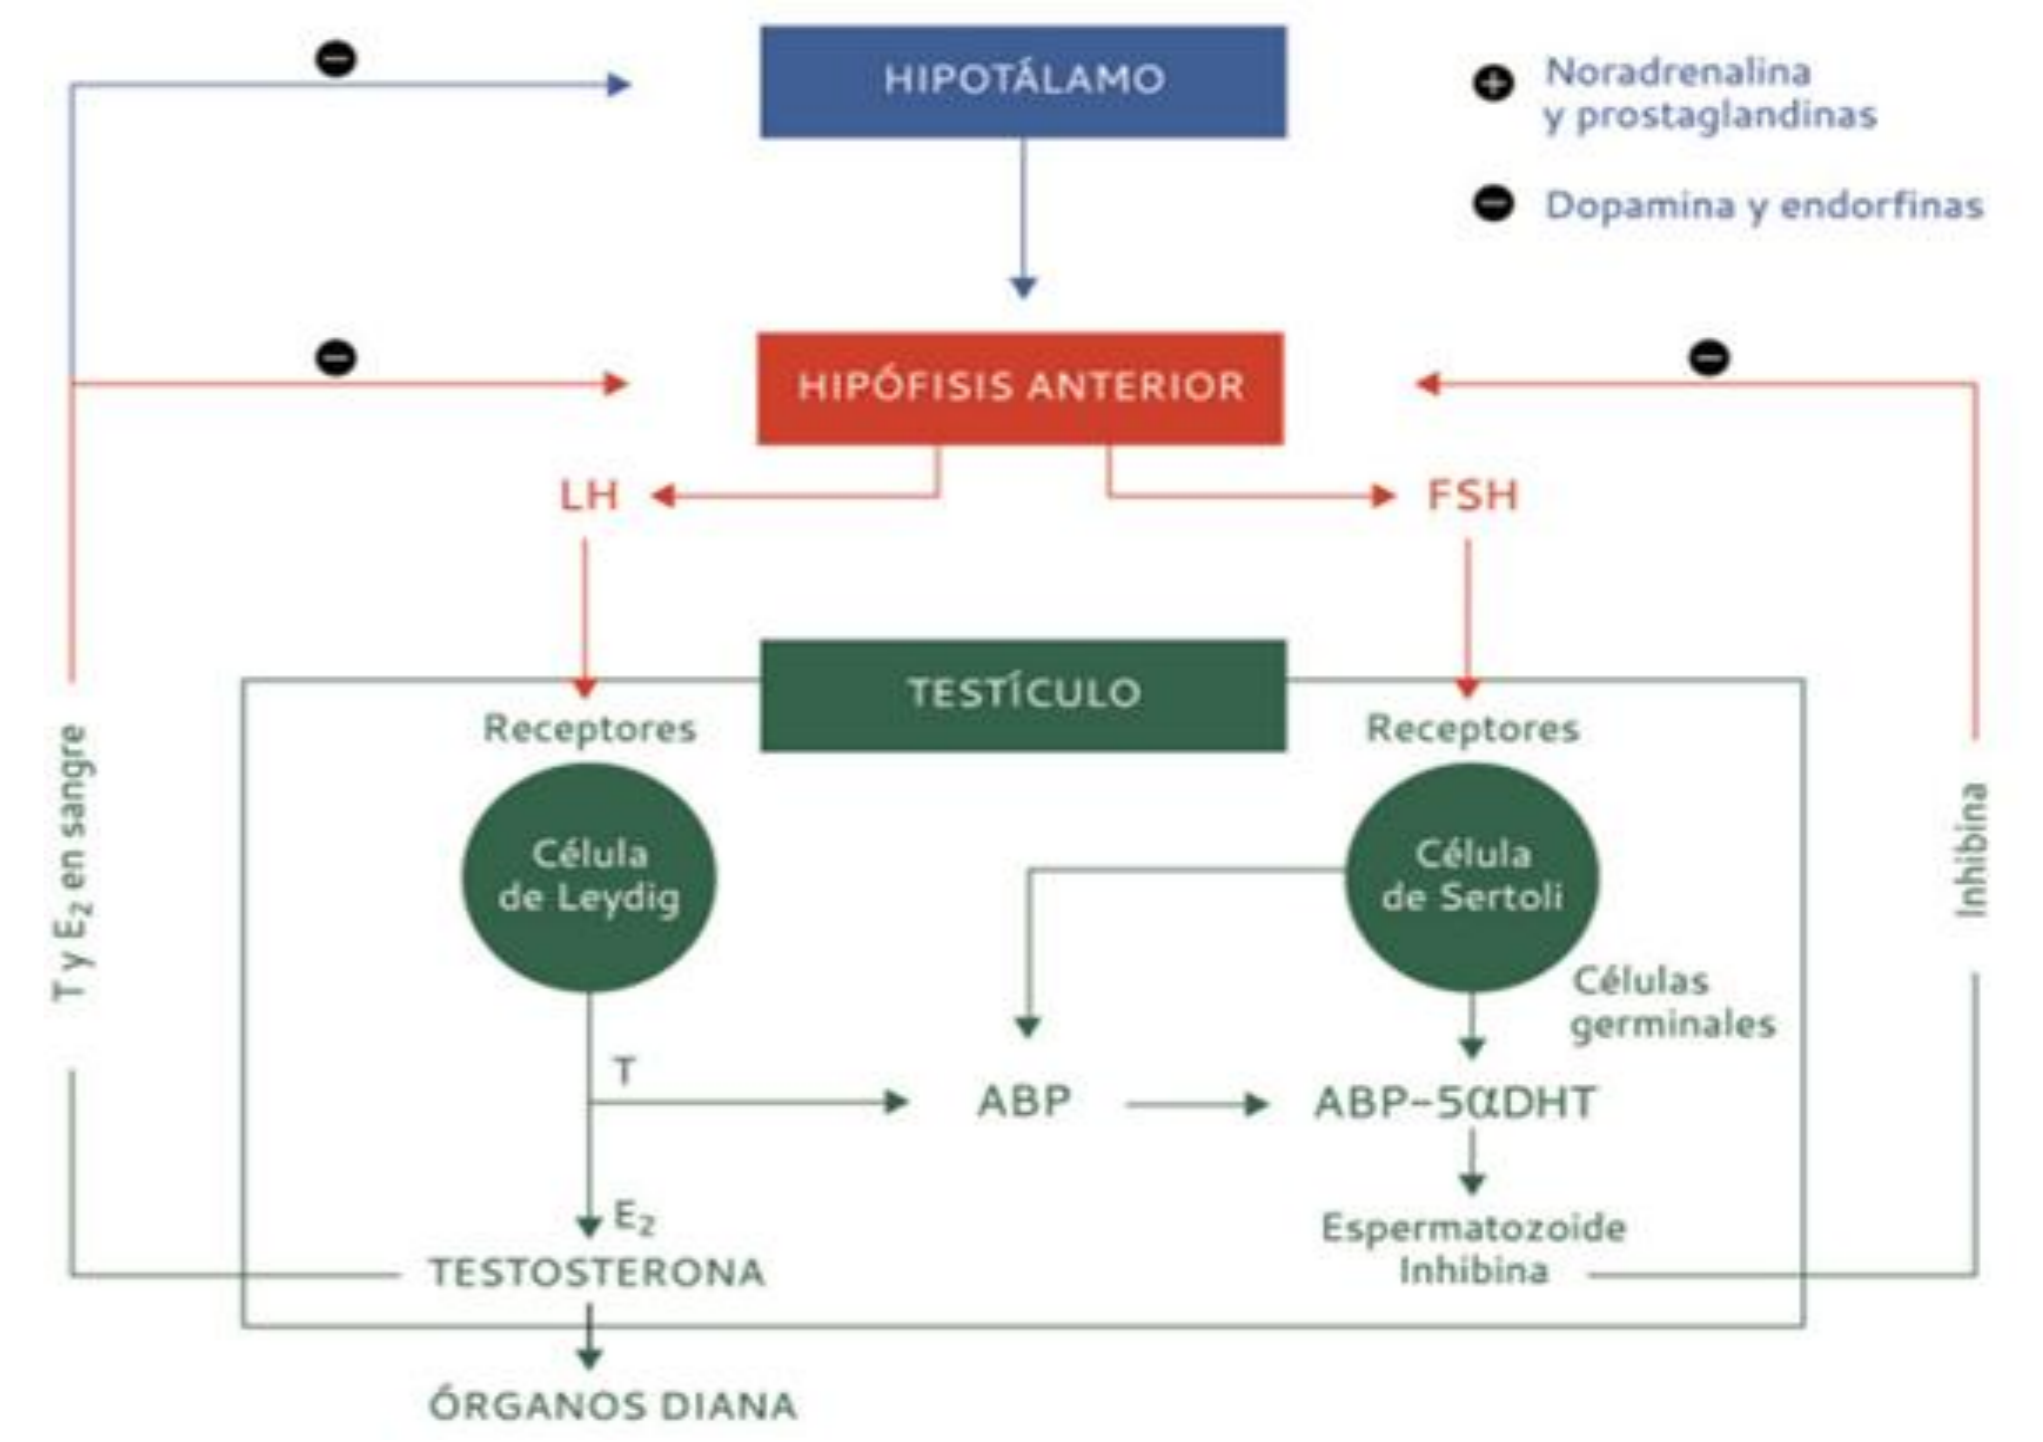 HIPOTÁLAMO
Noradrenalina
y prostaglandinas
Dopamina y endorfinas
HIPÓFISIS ANTERIOR
LH
FSH
TESTÍCULO
Receptores
Receptores
T y E₂ en sangre
Célula
de Leydig
Célula
de Sertoli
Inhibina
Células
germinales
T
ABP
ABP-5αDHT
E₂
TESTOSTERONA
Espermatozoide
Inhibina
ÓRGANOS DIANA